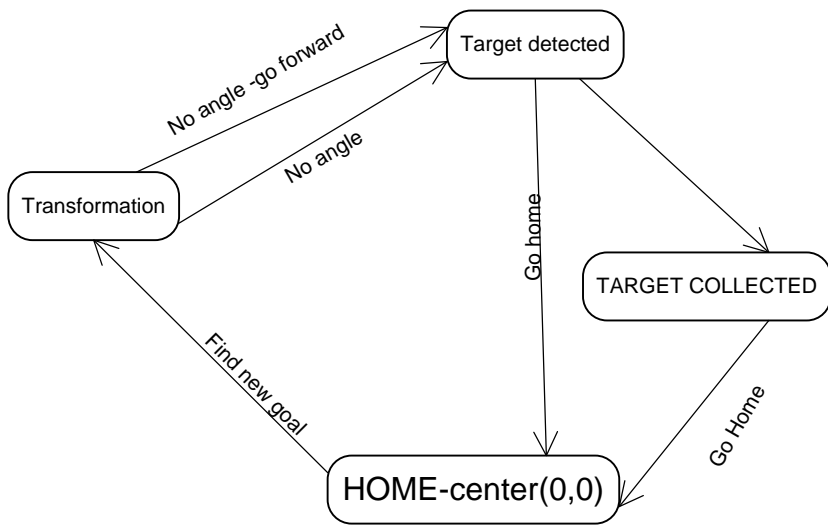 Target detected
No angle -go forward
No angle
Transformation
Go home
TARGET COLLECTED
Find new goal
Go Home
HOME-center(0,0)